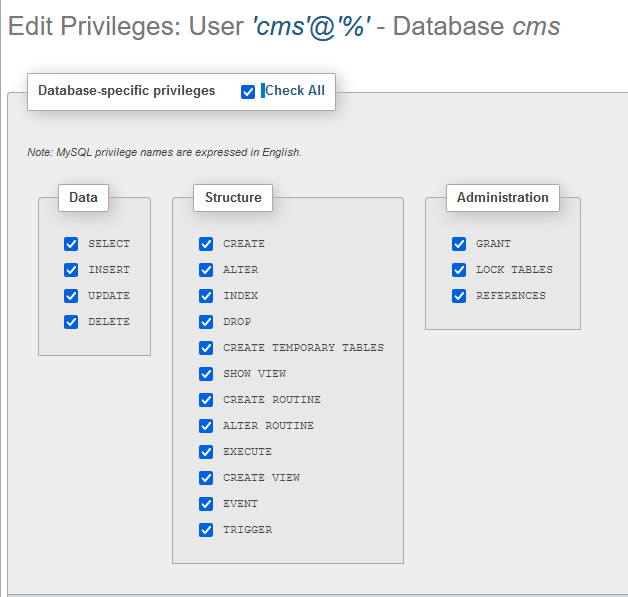 Edit Privileges: User 'cms'@'%' - Database cms
Database-specific privileges Check All
Note: MySQL privilege names are expressed in English.
Data
SELECT
INSERT
UPDATE
DELETE
Structure
CREATE
ALTER
INDEX
DROP
CREATE TEMPORARY TABLES
SHOW VIEW
CREATE ROUTINE
ALTER ROUTINE
EXECUTE
CREATE VIEW
EVENT
TRIGGER
Administration
GRANT
LOCK TABLES
REFERENCES